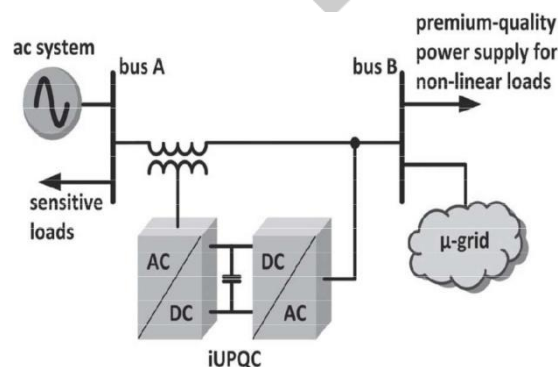 premium-quality
power supply for
non-linear loads
ac system
bus A
bus B
sensitive
loads
μ-grid
AC
DC
DC
AC
iUPQC